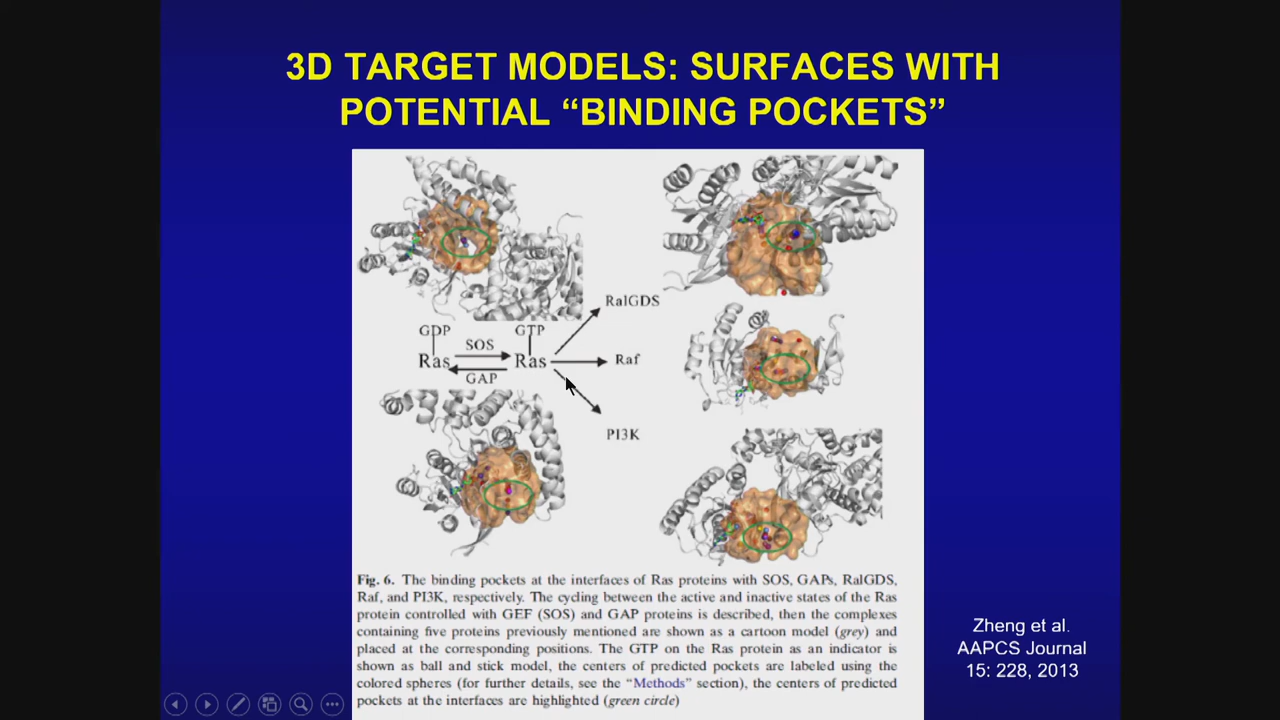 3D TARGET MODELS: SURFACES WITH
POTENTIAL “BINDING POCKETS”
RalGDS
GDP
GTP
SOS
Ras
Ras
Raf
GAP
PI3K
Fig. 6. The binding pockets at the interfaces of Ras proteins with SOS, GAPs, RalGDS,
Raf, and PI3K, respectively. The cycling between the active and inactive states of the Ras
protein controlled with GEF (SOS) and GAP proteins is described, then the complexes
containing five proteins previously mentioned are shown as a cartoon model (grey) and
placed at the corresponding positions. The GTP on the Ras protein as an indicator is
shown as ball and stick model, the centers of predicted pockets are labeled using the
colored spheres (for further details, see the “Methods” section), the centers of predicted
pockets at the interfaces are highlighted (green circle)
Zheng et al.
AAPCS Journal
15: 228, 2013